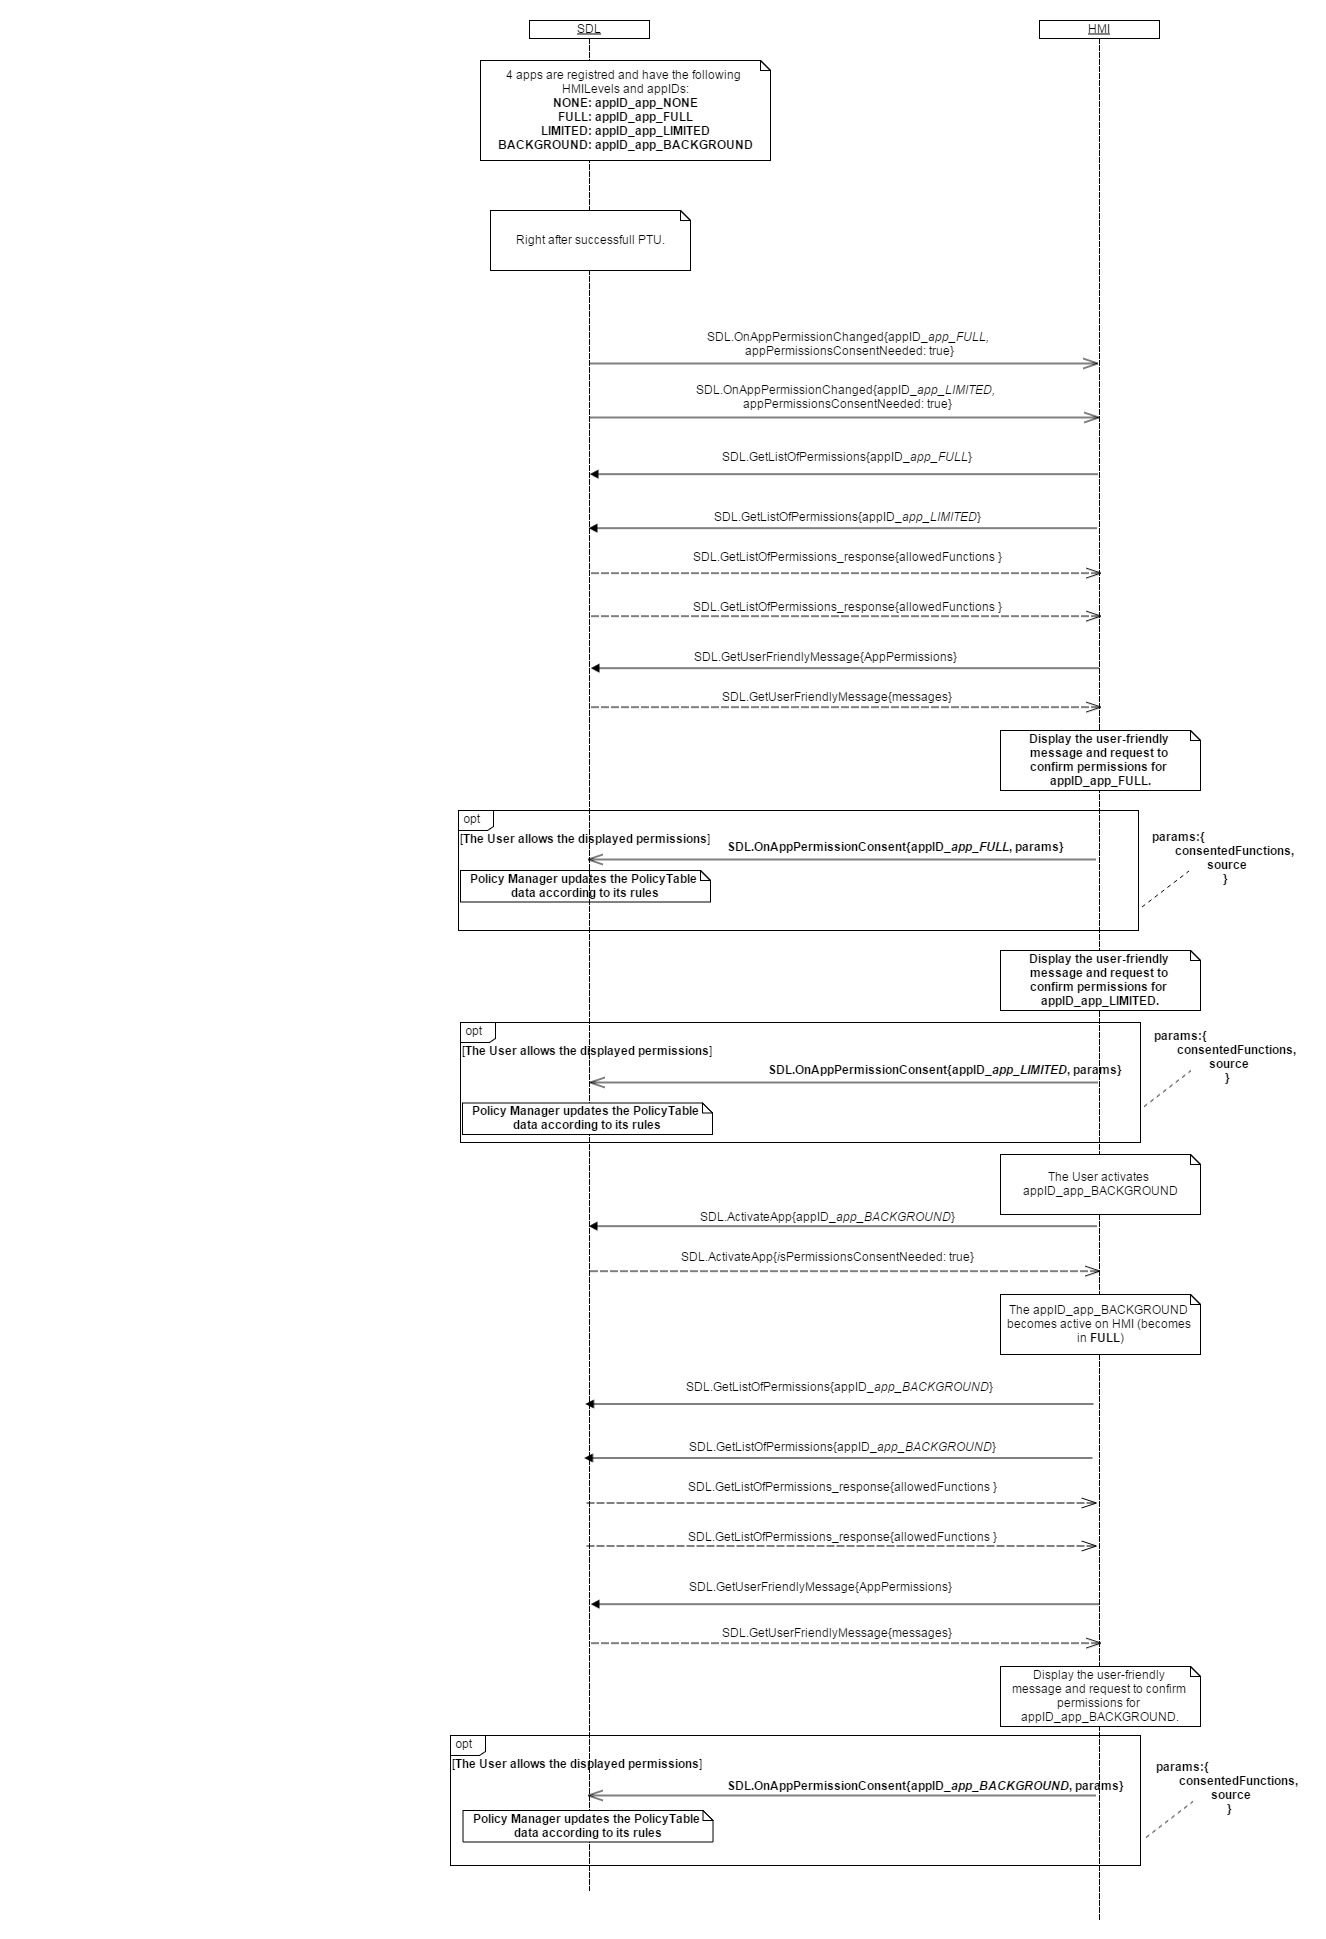 SDL
HMI
4 apps are registred and have the following
HMILevels and appIDs:
NONE: appID_app_NONE
FULL: appID_app_FULL
LIMITED: appID_app_LIMITED
BACKGROUND: appID_app_BACKGROUND
Right after successfull PTU.
SDL.OnAppPermissionChanged{appID_app_FULL,
appPermissionsConsentNeeded: true}
SDL.OnAppPermissionChanged{appID_app_LIMITED,
appPermissionsConsentNeeded: true}
SDL.GetListOfPermissions{appID_app_FULL}
SDL.GetListOfPermissions{appID_app_LIMITED}
SDL.GetListOfPermissions_response{allowedFunctions }
SDL.GetListOfPermissions_response{allowedFunctions }
SDL.GetUserFriendlyMessage{AppPermissions}
SDL.GetUserFriendlyMessage{messages}
Display the user-friendly
message and request to
confirm permissions for
appID_app_FULL.
opt
[The User allows the displayed permissions]
SDL.OnAppPermissionConsent{appID_app_FULL, params}
params:{
consentedFunctions,
source
}
Policy Manager updates the PolicyTable
data according to its rules
Display the user-friendly
message and request to
confirm permissions for
appID_app_LIMITED.
opt
[The User allows the displayed permissions]
SDL.OnAppPermissionConsent{appID_app_LIMITED, params}
params:{
consentedFunctions,
source
}
Policy Manager updates the PolicyTable
data according to its rules
The User activates
appID_app_BACKGROUND
SDL.ActivateApp{appID_app_BACKGROUND}
SDL.ActivateApp{isPermissionsConsentNeeded: true}
The appID_app_BACKGROUND
becomes active on HMI (becomes
in FULL)
SDL.GetListOfPermissions{appID_app_BACKGROUND}
SDL.GetListOfPermissions{appID_app_BACKGROUND}
SDL.GetListOfPermissions_response{allowedFunctions }
SDL.GetListOfPermissions_response{allowedFunctions }
SDL.GetUserFriendlyMessage{AppPermissions}
SDL.GetUserFriendlyMessage{messages}
Display the user-friendly
message and request to confirm
permissions for
appID_app_BACKGROUND.
opt
[The User allows the displayed permissions]
SDL.OnAppPermissionConsent{appID_app_BACKGROUND, params}
params:{
consentedFunctions,
source
}
Policy Manager updates the PolicyTable
data according to its rules